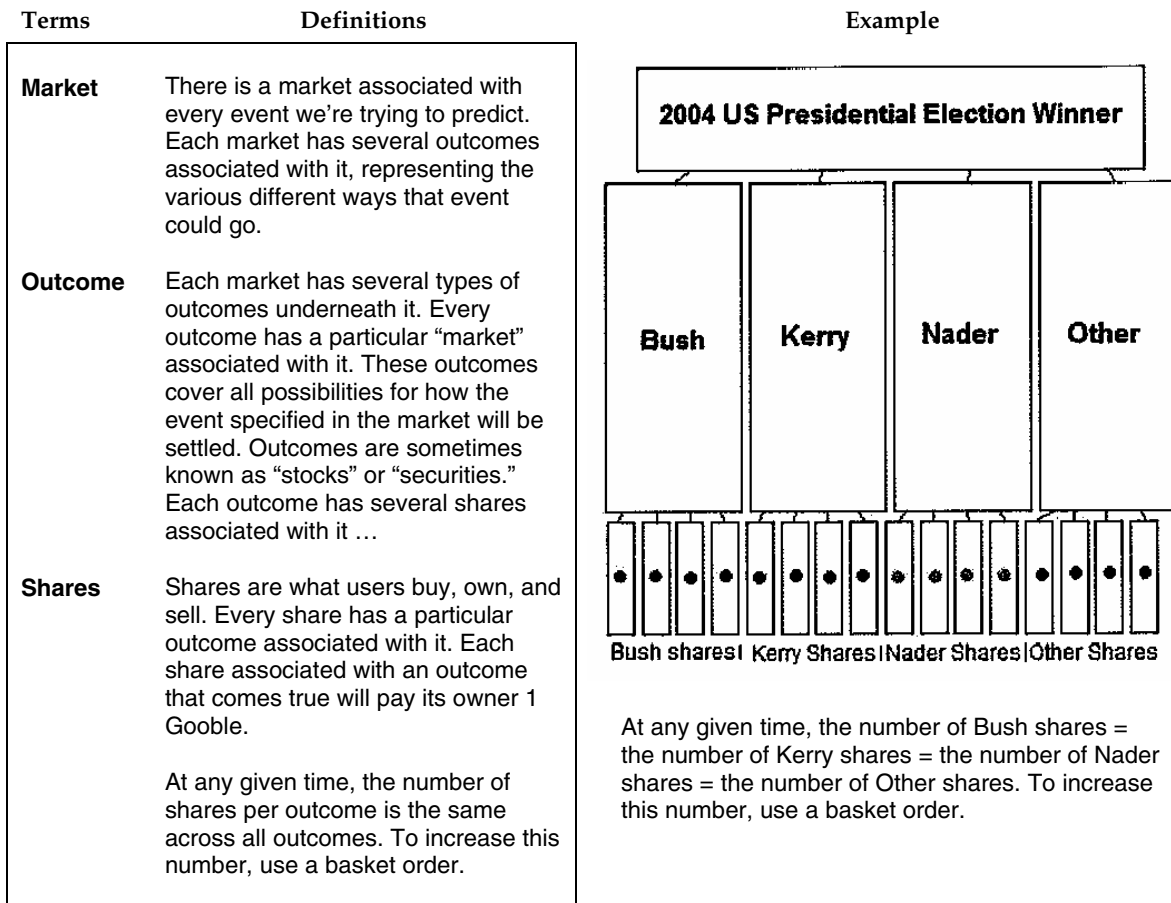 Terms Definitions Example
Market There is a market associated with
every event we're trying to predict.
Each market has several outcomes
associated with it, representing the
various different ways that event
could go.
Outcome Each market has several types of
outcomes underneath it. Every
outcome has a particular “market”
associated with it. These outcomes
cover all possibilities for how the
event specified in the market will be
settled. Outcomes are sometimes
known as “stocks” or “securities.”
Each outcome has several shares
associated with it …
Shares Shares are what users buy, own, and
sell. Every share has a particular
outcome associated with it. Each
share associated with an outcome
that comes true will pay its owner 1
Gooble.
At any given time, the number of
shares per outcome is the same
across all outcomes. To increase this
number, use a basket order.
2004 US Presidential Election Winner
Bush Kerry Nader Other
Bush shares| Kerry Shares|Nader Shares|Other Shares
At any given time, the number of Bush shares =
the number of Kerry shares = the number of Nader
shares = the number of Other shares. To increase
this number, use a basket order.